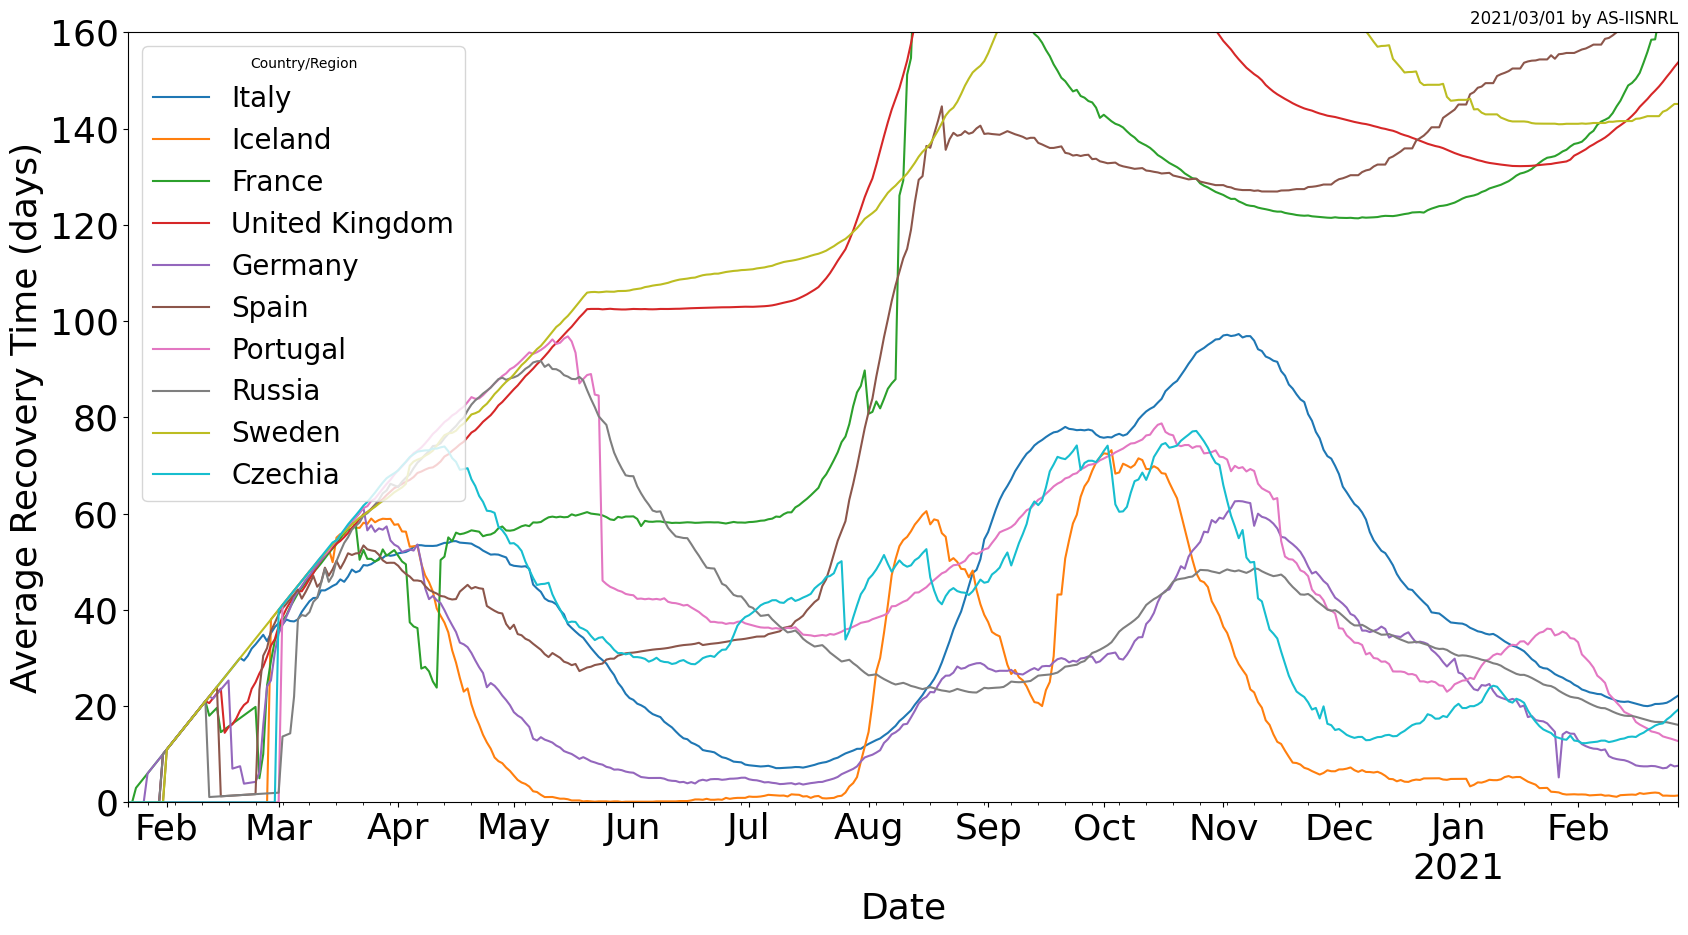 2021/03/01 by AS-IISNRL
Average Recovery Time (days)
160
140
120
100
80
60
40
20
0
Country/Region
Italy
Iceland
France
United Kingdom
Germany
Spain
Portugal
Russia
Sweden
Czechia
Feb Mar Apr May Jun Jul Aug Sep Oct Nov Dec Jan Feb
2021
Date